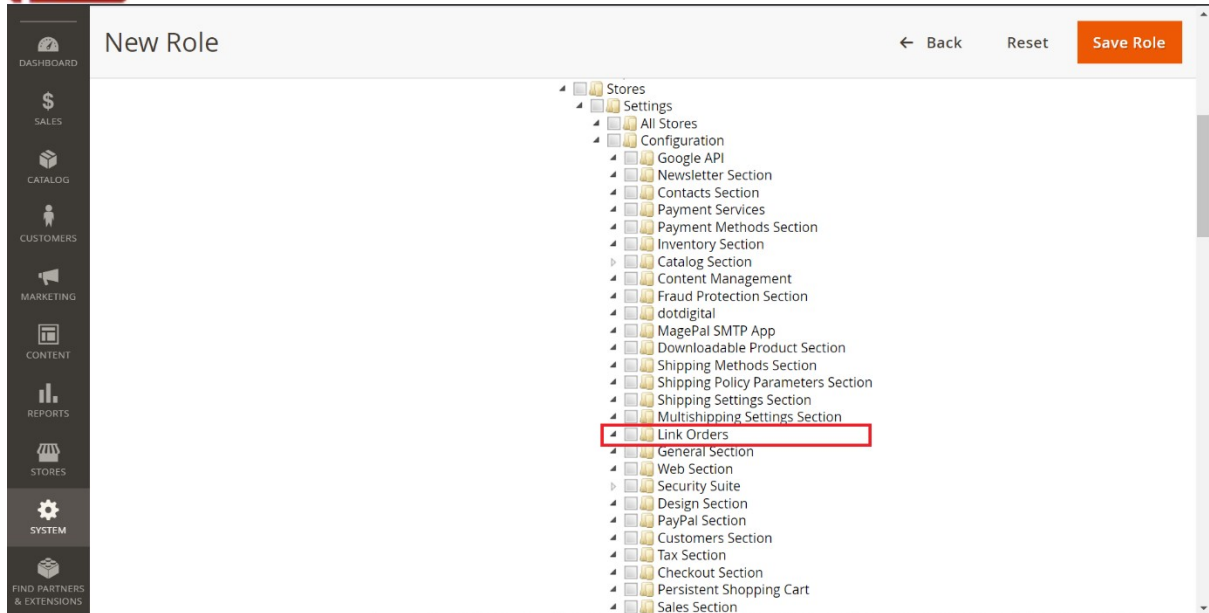 New Role
← Back
Reset
Save Role
DASHBOARD
$
SALES
CATALOG
CUSTOMERS
MARKETING
CONTENT
REPORTS
STORES
SYSTEM
FIND PARTNERS
& EXTENSIONS
Stores
Settings
All Stores
Configuration
Google API
Newsletter Section
Contacts Section
Payment Services
Payment Methods Section
Inventory Section
Catalog Section
Content Management
Fraud Protection Section
dotdigital
MagePal SMTP App
Downloadable Product Section
Shipping Methods Section
Shipping Policy Parameters Section
Shipping Settings Section
Multishipping Settings Section
Link Orders
General Section
Web Section
Security Suite
Design Section
PayPal Section
Customers Section
Tax Section
Checkout Section
Persistent Shopping Cart
Sales Section